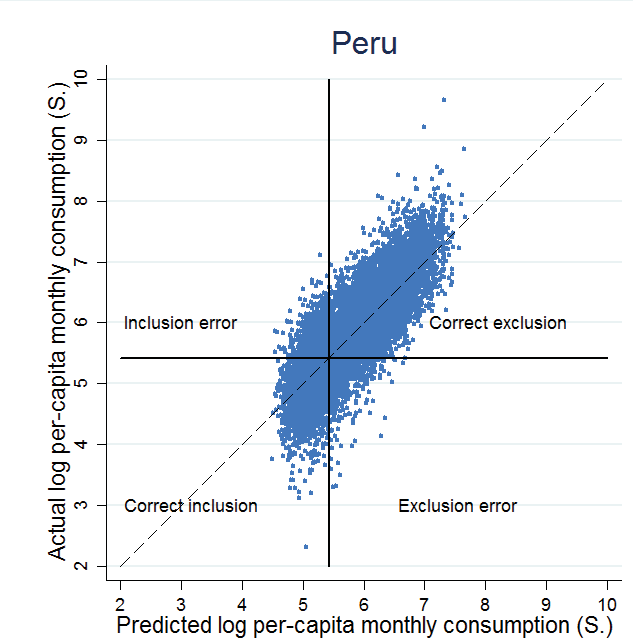 Peru
Actual log per-capita monthly consumption (S.)
10
9
8
7
6
5
4
3
2
Inclusion error
Correct exclusion
Correct inclusion
Exclusion error
2 3 4 5 6 7 8 9 10
Predicted log per-capita monthly consumption (S.)